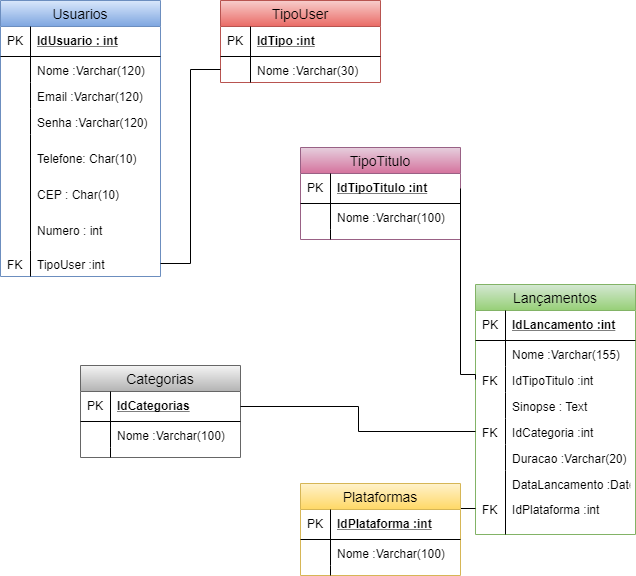 Usuarios
PK IdUsuario : int
Nome :Varchar(120)
Email :Varchar(120)
Senha :Varchar(120)
Telefone: Char(10)
CEP : Char(10)
Numero : int
FK TipoUser :int
TipoUser
PK IdTipo :int
Nome :Varchar(30)
TipoTitulo
PK IdTipoTitulo :int
Nome :Varchar(100)
Lançamentos
PK IdLancamento :int
Nome :Varchar(155)
FK IdTipoTitulo :int
Sinopse : Text
FK IdCategoria :int
Duracao :Varchar(20)
DataLancamento :Date
FK IdPlataforma :int
Categorias
PK IdCategorias
Nome :Varchar(100)
Plataformas
PK IdPlataforma :int
Nome :Varchar(100)